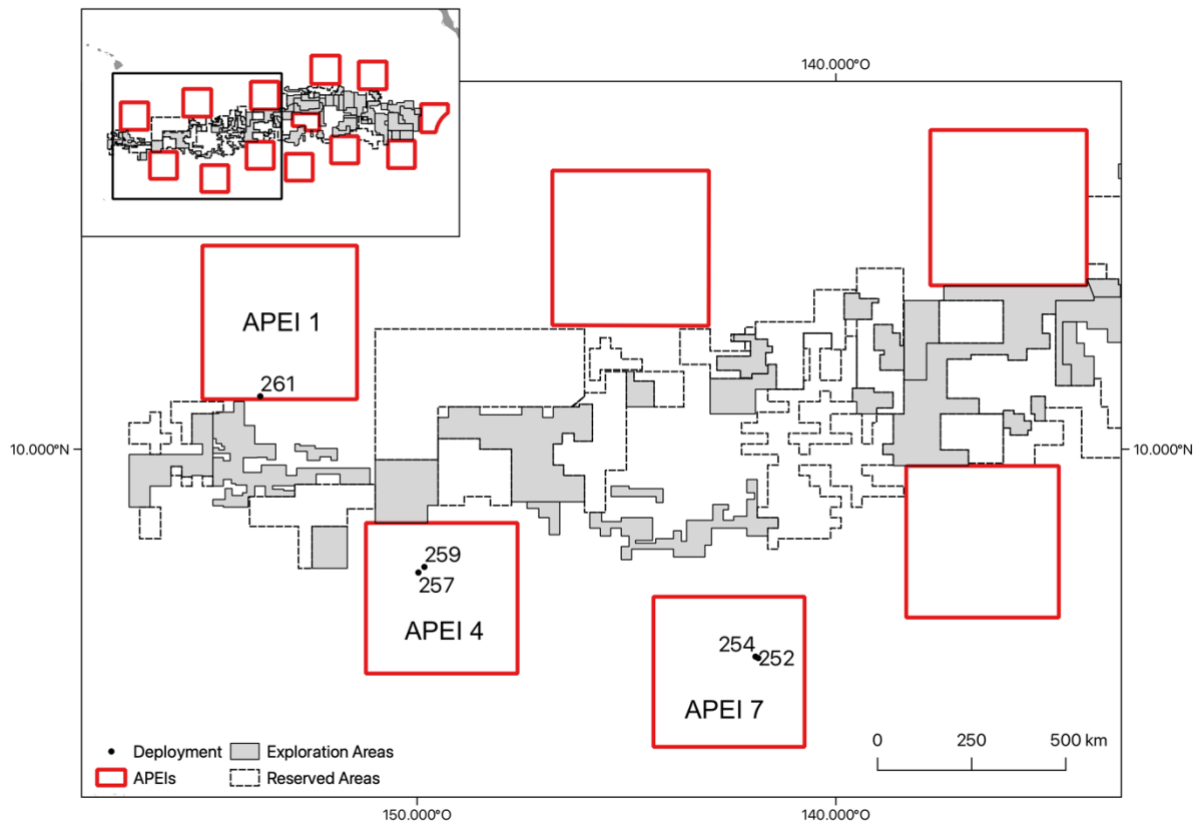 140.000°O
APEI 1
261
10.000°N
10.000°N
259
257
APEI 4
254
252
APEI 7
Deployment
Exploration Areas
APEIs
Reserved Areas
0 250 500 km
150.000°O
140.000°O